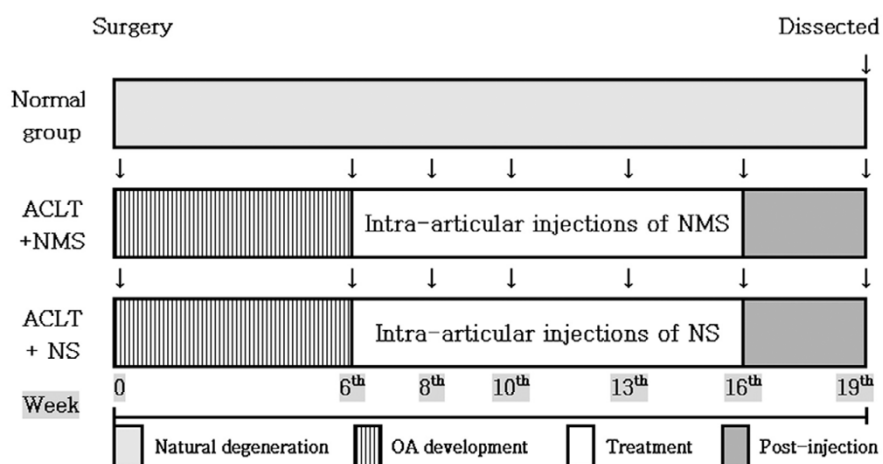 Surgery
Dissected
↓
Normal
group
↓ ↓ ↓ ↓ ↓ ↓ ↓
ACLT
+NMS
Intra-articular injections of NMS
↓ ↓ ↓ ↓ ↓ ↓ ↓
ACLT
+ NS
Intra-articular injections of NS
0 6th 8th 10th 13th 16th 19th
Week
Natural degeneration OA development Treatment Post-injection